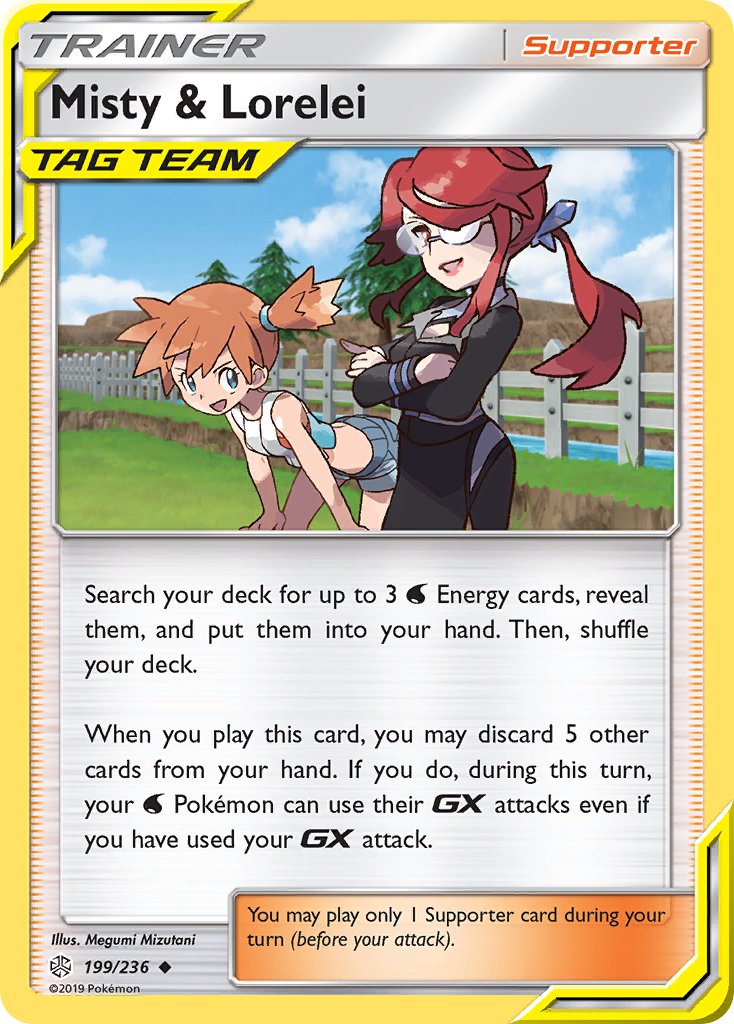 TRAINER
Supporter
Misty & Lorelei
TAG TEAM
Search your deck for up to 3 Energy cards, reveal
them, and put them into your hand. Then, shuffle
your deck.
When you play this card, you may discard 5 other
cards from your hand. If you do, during this turn,
your Pokémon can use their GX attacks even if
you have used your GX attack.
You may play only 1 Supporter card during your
turn (before your attack).
Illus. Megumi Mizutani
199/236
©2019 Pokémon